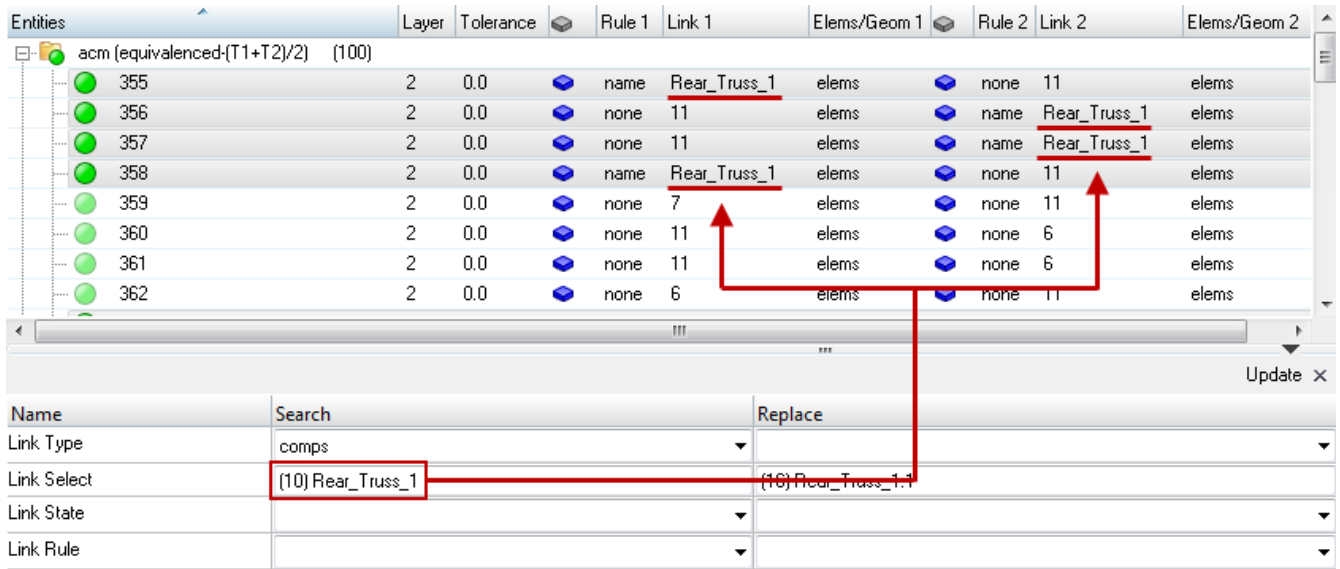 Entities Layer Tolerance Rule 1 Link 1 Elems/Geom 1 Rule 2 Link 2 Elems/Geom 2
acm (equivalenced-(T1+T2)/2) (100)
355 2 0.0 name Rear_Truss_1 elems none 11 elems
356 2 0.0 none 11 elems name Rear_Truss_1 elems
357 2 0.0 none 11 elems name Rear_Truss_1 elems
358 2 0.0 name Rear_Truss_1 elems none 11 elems
359 2 0.0 none 7 elems none 11 elems
360 2 0.0 none 11 elems none 6 elems
361 2 0.0 none 11 elems none 6 elems
362 2 0.0 none 6 elems none 11 elems
Update
Name Search Replace
Link Type comps
Link Select (10) Rear_Truss_1 (16) Rear_Truss_1.1
Link State
Link Rule